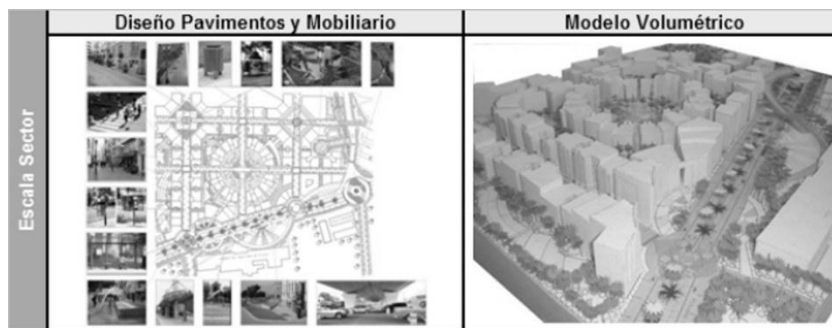 Diseño Pavimentos y Mobiliario
Modelo Volumétrico
Escala Sector